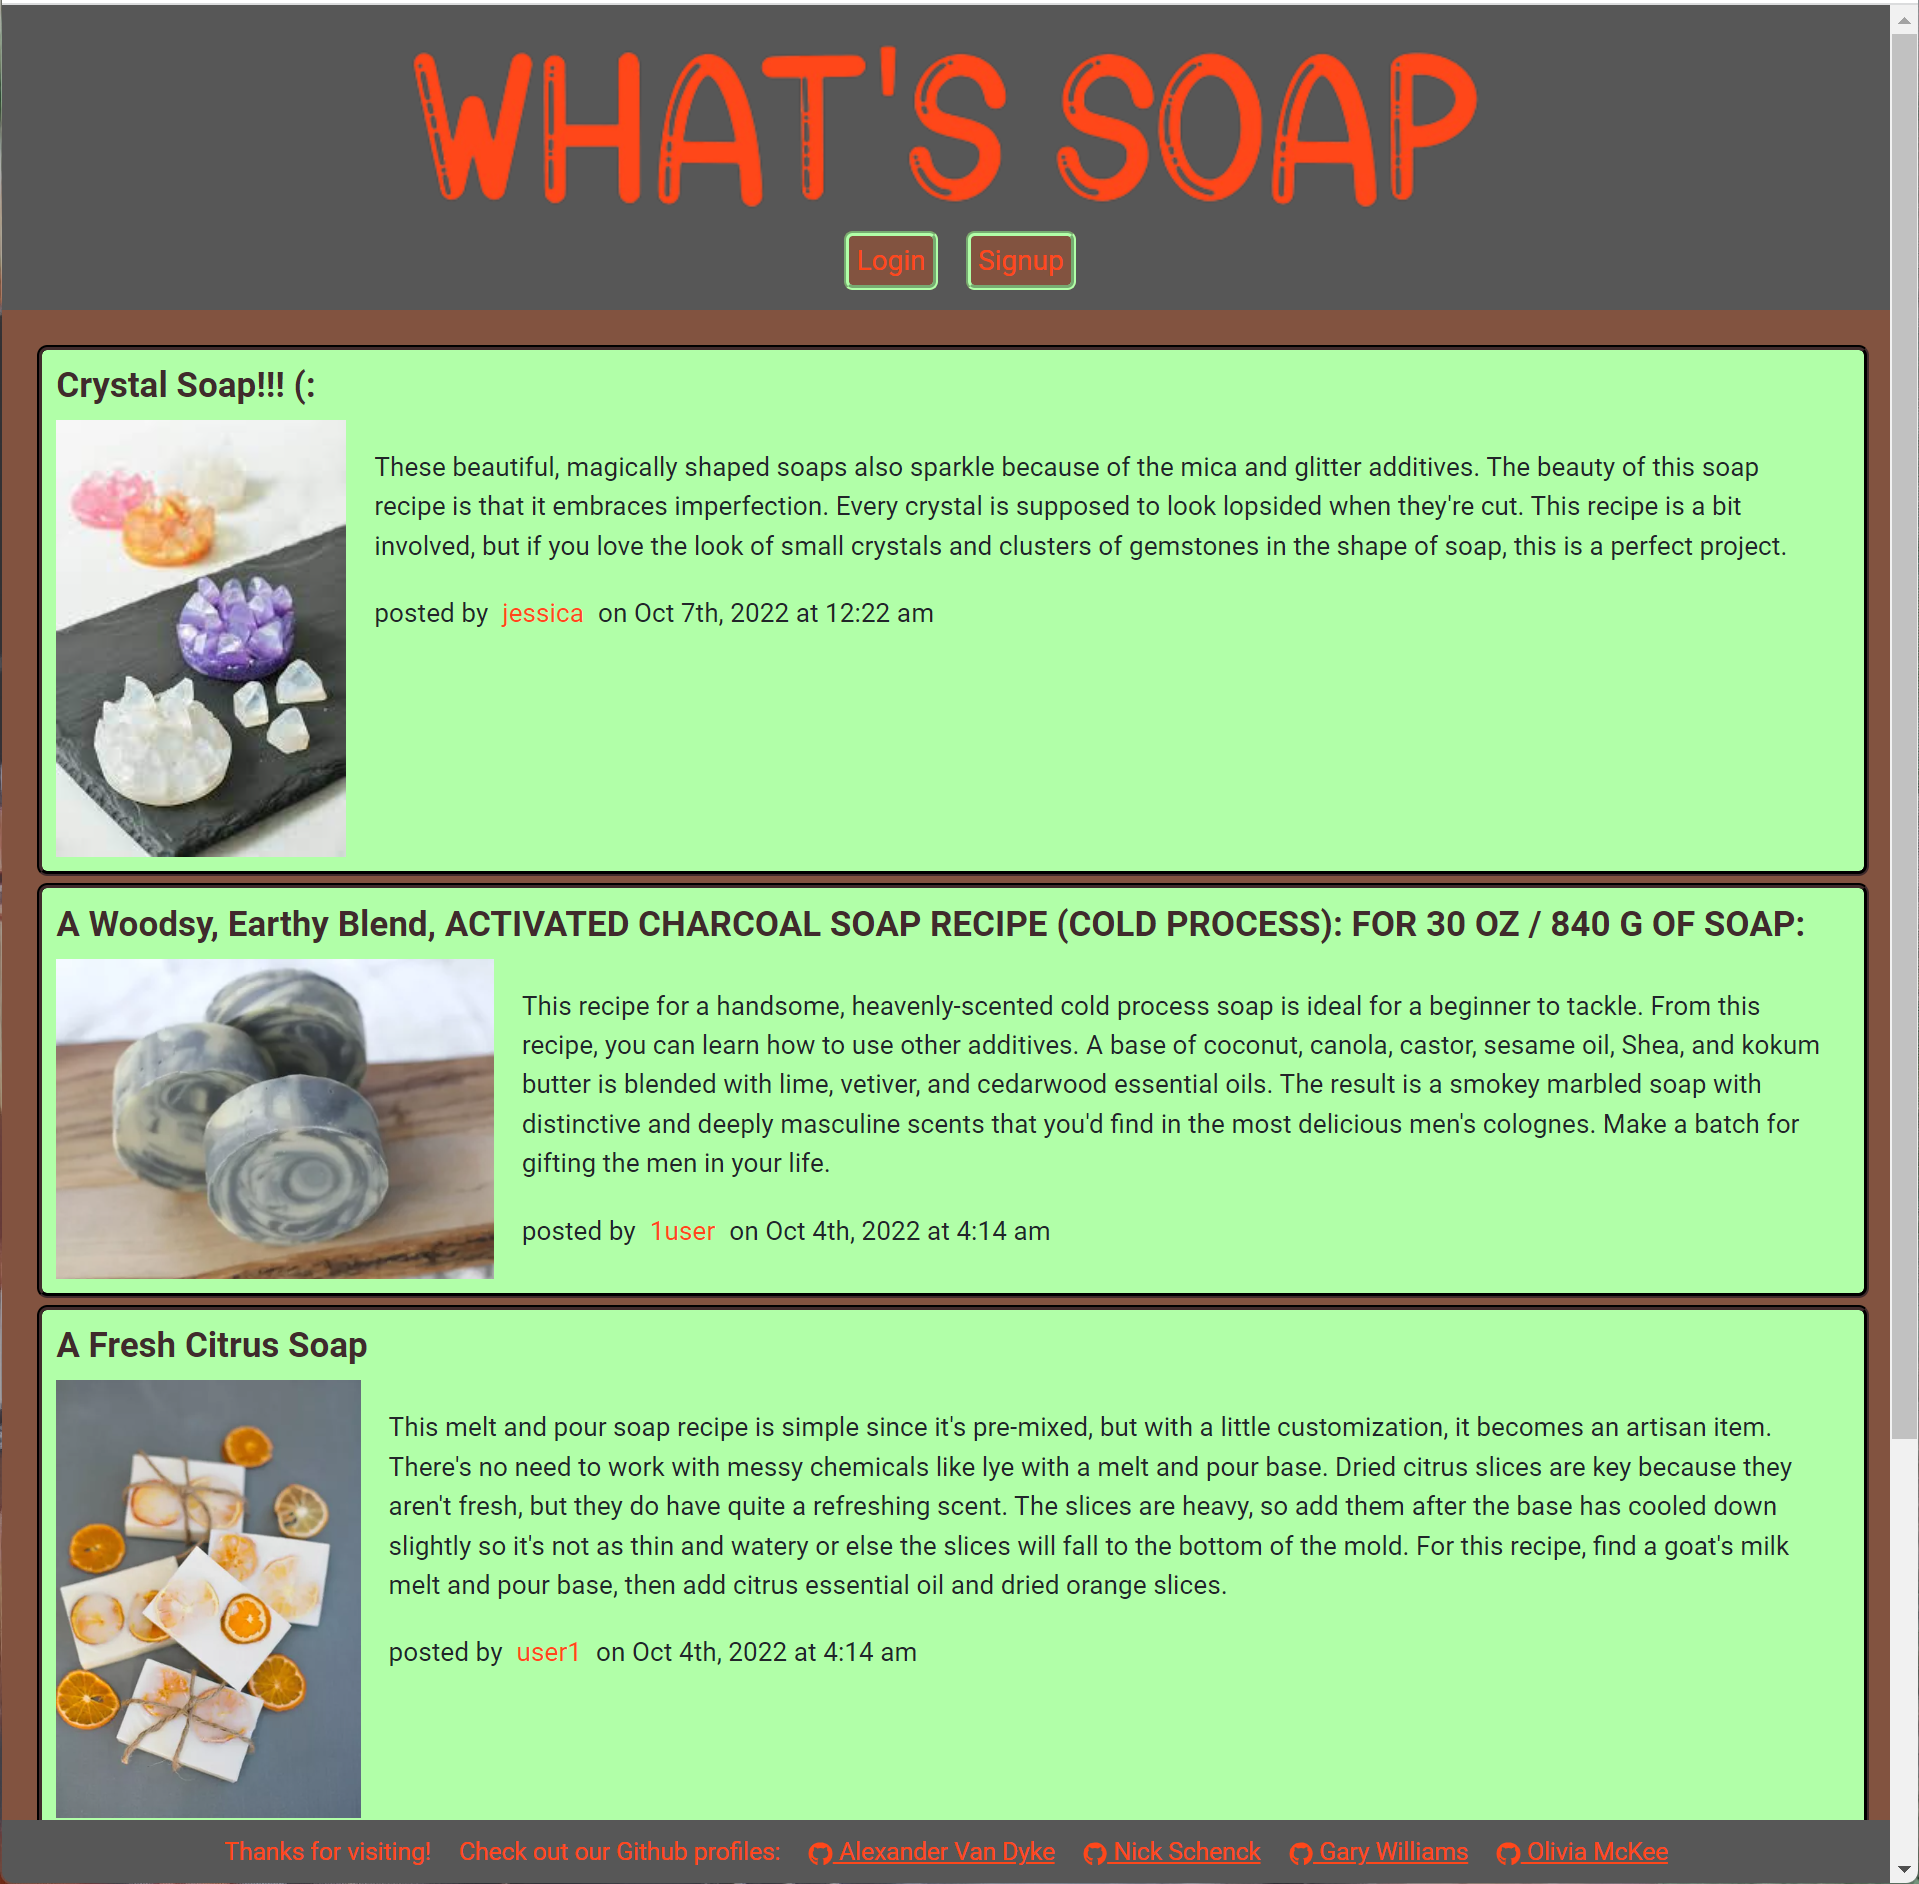 WHAT'S SOAP
Login Signup
Crystal Soap!!! (:
These beautiful, magically shaped soaps also sparkle because of the mica and glitter additives. The beauty of this soap
recipe is that it embraces imperfection. Every crystal is supposed to look lopsided when they're cut. This recipe is a bit
involved, but if you love the look of small crystals and clusters of gemstones in the shape of soap, this is a perfect project.
posted by jessica on Oct 7th, 2022 at 12:22 am
A Woodsy, Earthy Blend, ACTIVATED CHARCOAL SOAP RECIPE (COLD PROCESS): FOR 30 OZ / 840 G OF SOAP:
This recipe for a handsome, heavenly-scented cold process soap is ideal for a beginner to tackle. From this
recipe, you can learn how to use other additives. A base of coconut, canola, castor, sesame oil, Shea, and kokum
butter is blended with lime, vetiver, and cedarwood essential oils. The result is a smokey marbled soap with
distinctive and deeply masculine scents that you'd find in the most delicious men's colognes. Make a batch for
gifting the men in your life.
posted by 1user on Oct 4th, 2022 at 4:14 am
A Fresh Citrus Soap
This melt and pour soap recipe is simple since it's pre-mixed, but with a little customization, it becomes an artisan item.
There's no need to work with messy chemicals like lye with a melt and pour base. Dried citrus slices are key because they
aren't fresh, but they do have quite a refreshing scent. The slices are heavy, so add them after the base has cooled down
slightly so it's not as thin and watery or else the slices will fall to the bottom of the mold. For this recipe, find a goat's milk
melt and pour base, then add citrus essential oil and dried orange slices.
posted by user1 on Oct 4th, 2022 at 4:14 am
Thanks for visiting! Check out our Github profiles: Alexander Van Dyke Nick Schenck Gary Williams Olivia McKee